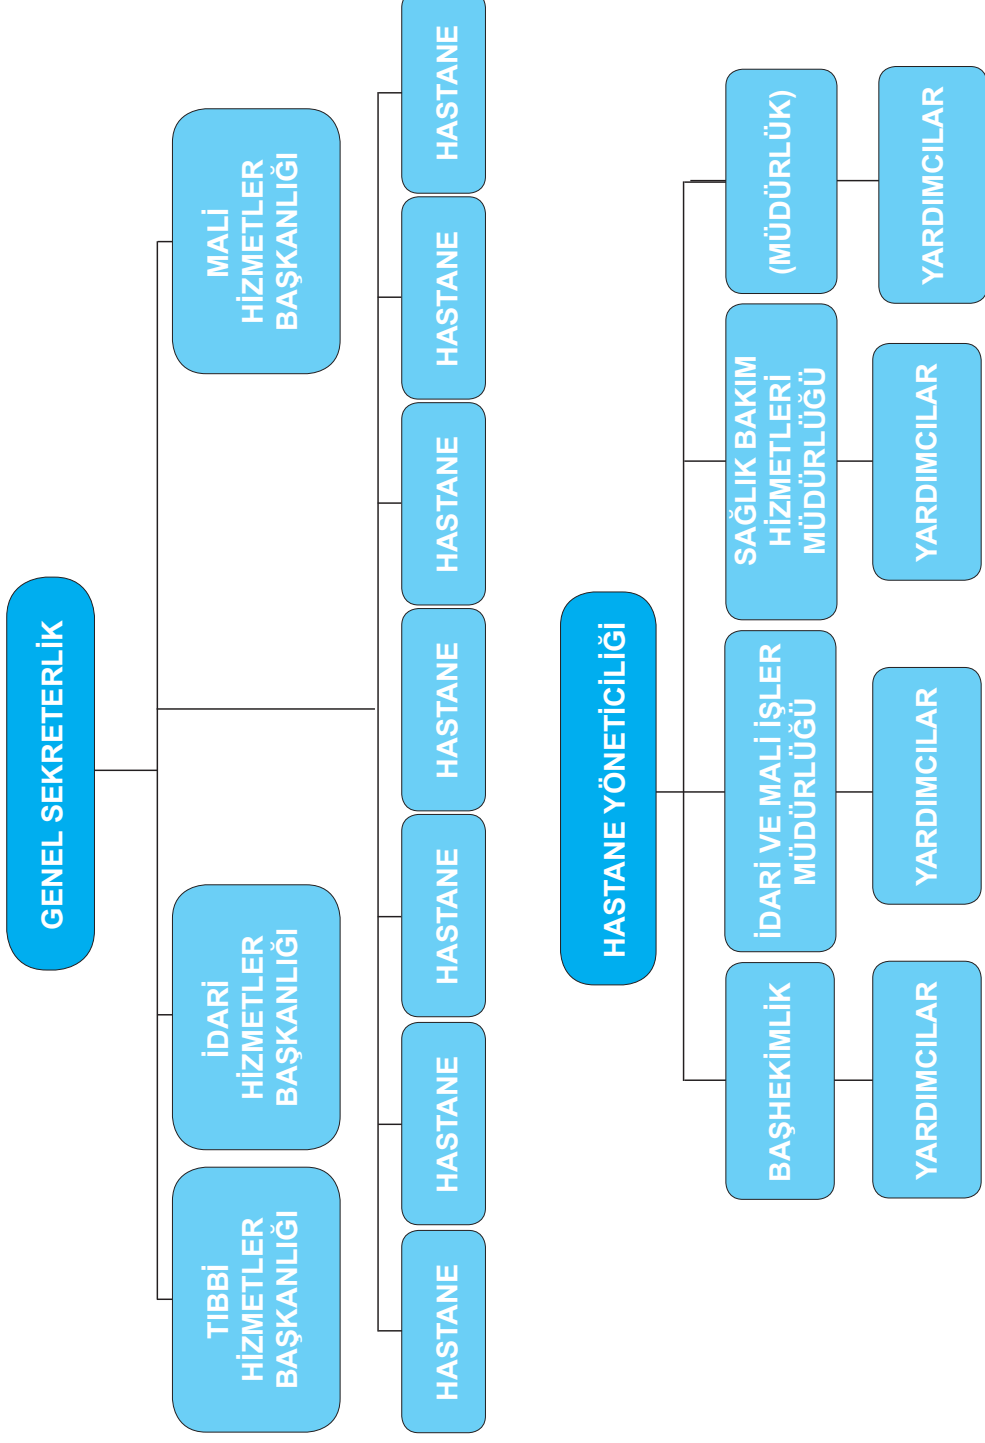 GENEL SEKRETERLİK
TIBBİ
HİZMETLER
BAŞKANLIĞI
İDARİ
HİZMETLER
BAŞKANLIĞI
MALİ
HİZMETLER
BAŞKANLIĞI
HASTANE
HASTANE
HASTANE
HASTANE
HASTANE
HASTANE
HASTANE
HASTANE YÖNETİCİLİĞİ
BAŞHEKİMLİK
İDARİ VE MALİ İŞLER
MÜDÜRLÜĞÜ
SAĞLIK BAKIM
HİZMETLERİ
MÜDÜRLÜĞÜ
(MÜDÜRLÜK)
YARDIMCILAR
YARDIMCILAR
YARDIMCILAR
YARDIMCILAR